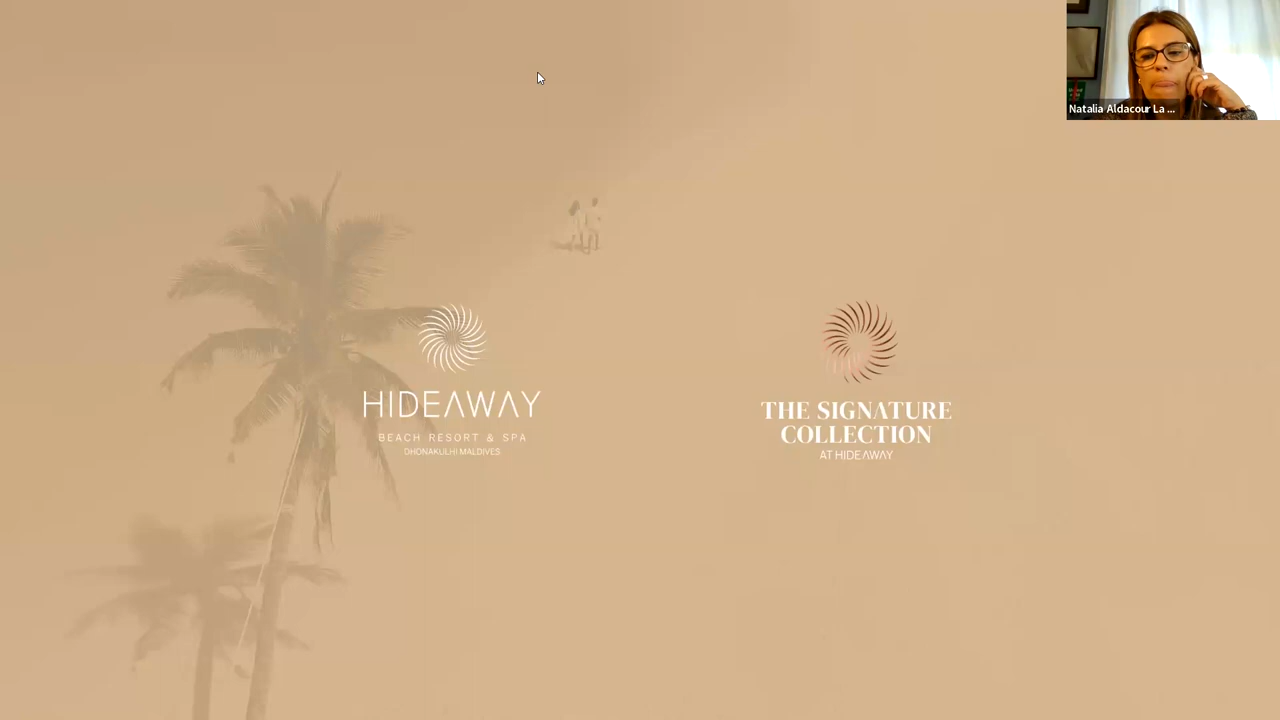 Natalia Aldacour La ...
HIDEAWAY
BEACH RESORT & SPA
DHONAKULHI MALDIVES
THE SIGNATURE
COLLECTION
AT HIDEAWAY